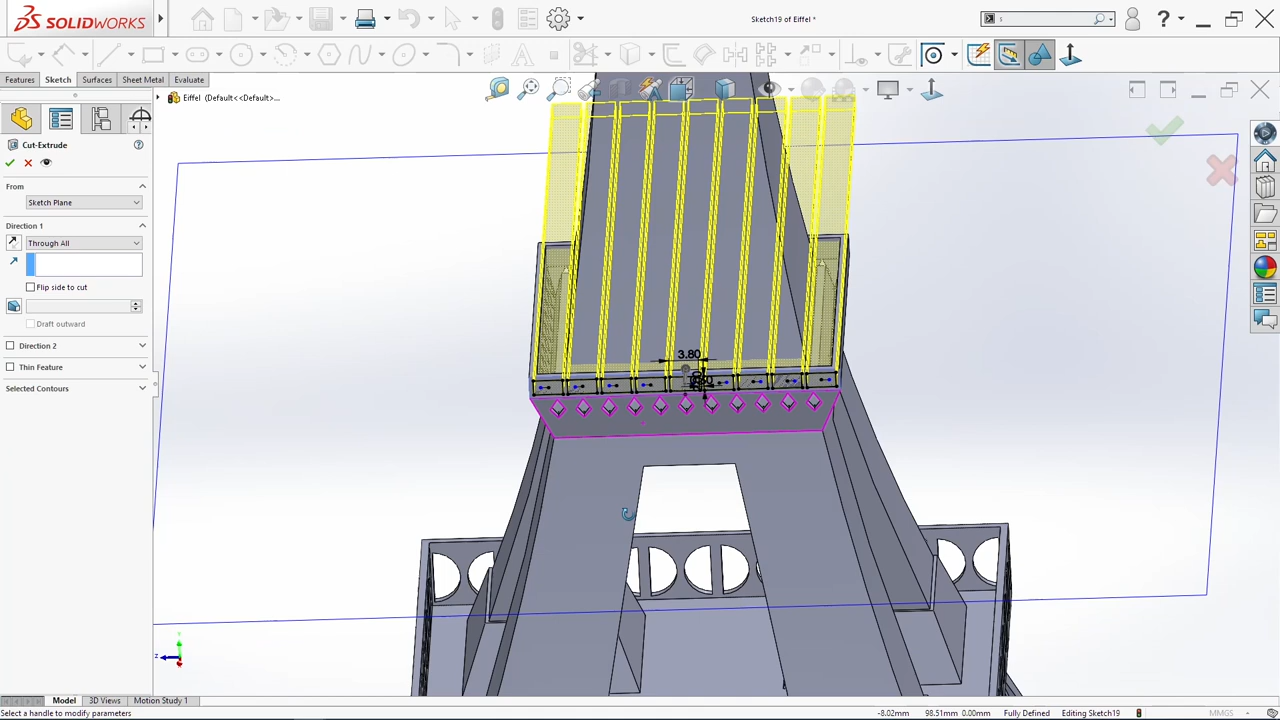 SOLIDWORKS
Sketch19 of Eiffel *
s
?
Features
Sketch
Surfaces
Sheet Metal
Evaluate
Eiffel (Default<<Default>...
Cut-Extrude
From
Sketch Plane
Direction 1
Through All
Flip side to cut
Draft outward
Direction 2
Thin Feature
Selected Contours
3.80
z
Model
3D Views
Motion Study 1
Select a handle to modify parameters
-8.02mm
98.51mm
0.00mm
Fully Defined
Editing Sketch19
MMGS